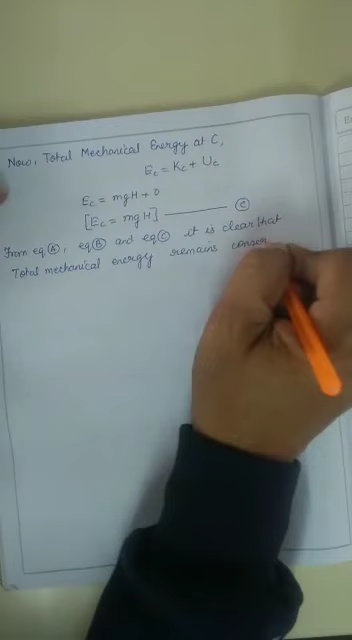 Now, Total Mechanical Energy at C,
Ec = Kc + Uc
Ec = mgH + 0
[Ec = mgH] ——— Ⓒ
From eq Ⓐ, eq Ⓑ and eq Ⓒ it is clear that
Total mechanical energy remains conser